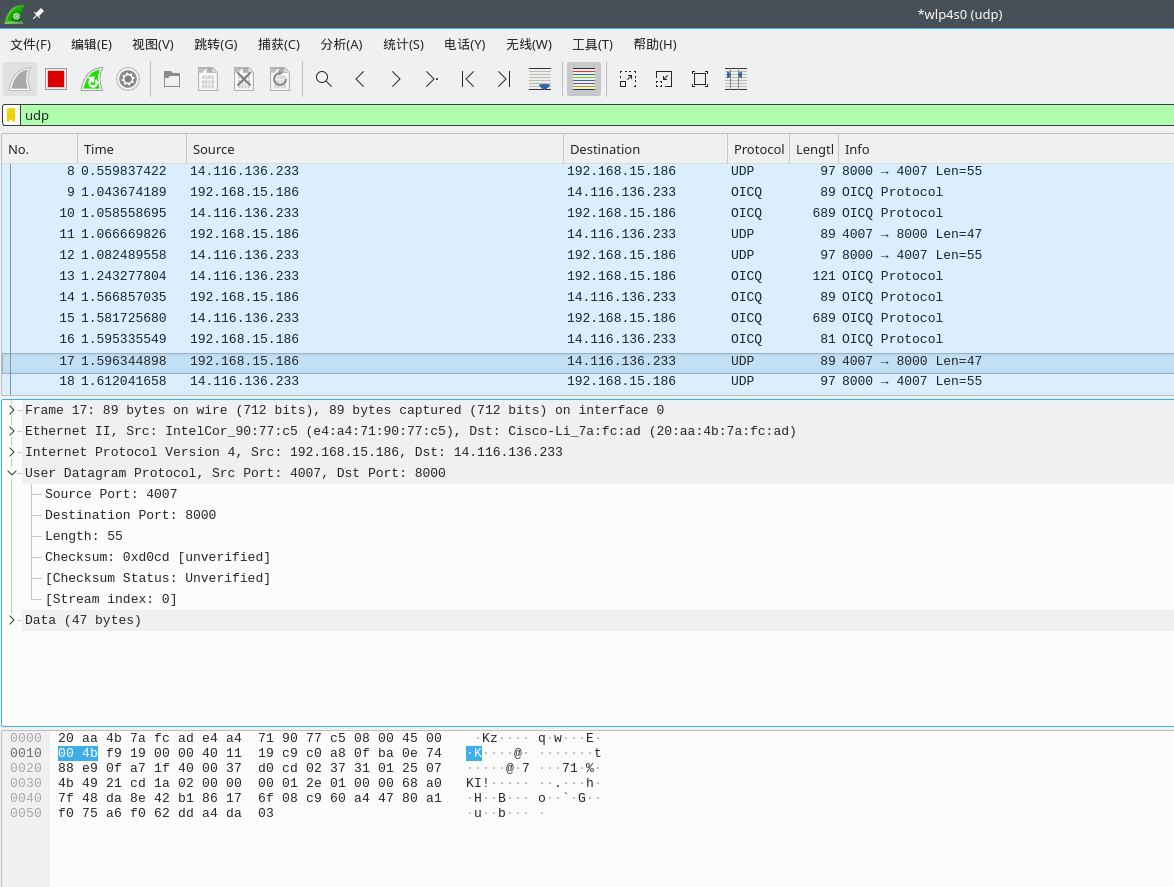 *wlp4s0 (udp)
文件(F) 编辑(E) 视图(V) 跳转(G) 捕获(C) 分析(A) 统计(S) 电话(Y) 无线(W) 工具(T) 帮助(H)
udp
No. Time Source Destination Protocol Lengtl Info
8 0.559837422 14.116.136.233 192.168.15.186 UDP 97 8000 → 4007 Len=55
9 1.043674189 192.168.15.186 14.116.136.233 OICQ 89 OICQ Protocol
10 1.058558695 14.116.136.233 192.168.15.186 OICQ 689 OICQ Protocol
11 1.066669826 192.168.15.186 14.116.136.233 UDP 89 4007 → 8000 Len=47
12 1.082489558 14.116.136.233 192.168.15.186 UDP 97 8000 → 4007 Len=55
13 1.243277804 14.116.136.233 192.168.15.186 OICQ 121 OICQ Protocol
14 1.566857035 192.168.15.186 14.116.136.233 OICQ 89 OICQ Protocol
15 1.581725680 14.116.136.233 192.168.15.186 OICQ 689 OICQ Protocol
16 1.595335549 192.168.15.186 14.116.136.233 OICQ 81 OICQ Protocol
17 1.596344898 192.168.15.186 14.116.136.233 UDP 89 4007 → 8000 Len=47
18 1.612041658 14.116.136.233 192.168.15.186 UDP 97 8000 → 4007 Len=55
Frame 17: 89 bytes on wire (712 bits), 89 bytes captured (712 bits) on interface 0
Ethernet II, Src: IntelCor_90:77:c5 (e4:a4:71:90:77:c5), Dst: Cisco-Li_7a:fc:ad (20:aa:4b:7a:fc:ad)
Internet Protocol Version 4, Src: 192.168.15.186, Dst: 14.116.136.233
User Datagram Protocol, Src Port: 4007, Dst Port: 8000
Source Port: 4007
Destination Port: 8000
Length: 55
Checksum: 0xd0cd [unverified]
[Checksum Status: Unverified]
[Stream index: 0]
Data (47 bytes)
0000 20 aa 4b 7a fc ad e4 a4 71 90 77 c5 08 00 45 00 ·Kz···· q·w···E·
0010 00 4b f9 19 00 00 40 11 19 c9 c0 a8 0f ba 0e 74 ·K····@· ·······t
0020 88 e9 0f a7 1f 40 00 37 d0 cd 02 37 31 01 25 07 ·····@·7 ···71·%·
0030 4b 49 21 cd 1a 02 00 00 00 01 2e 01 00 00 68 a0 KI!····· ··.···h·
0040 7f 48 da 8e 42 b1 86 17 6f 08 c9 60 a4 47 80 a1 ·H··B··· o··`·G··
0050 f0 75 a6 f0 62 dd a4 da 03 ·u··b··· ·